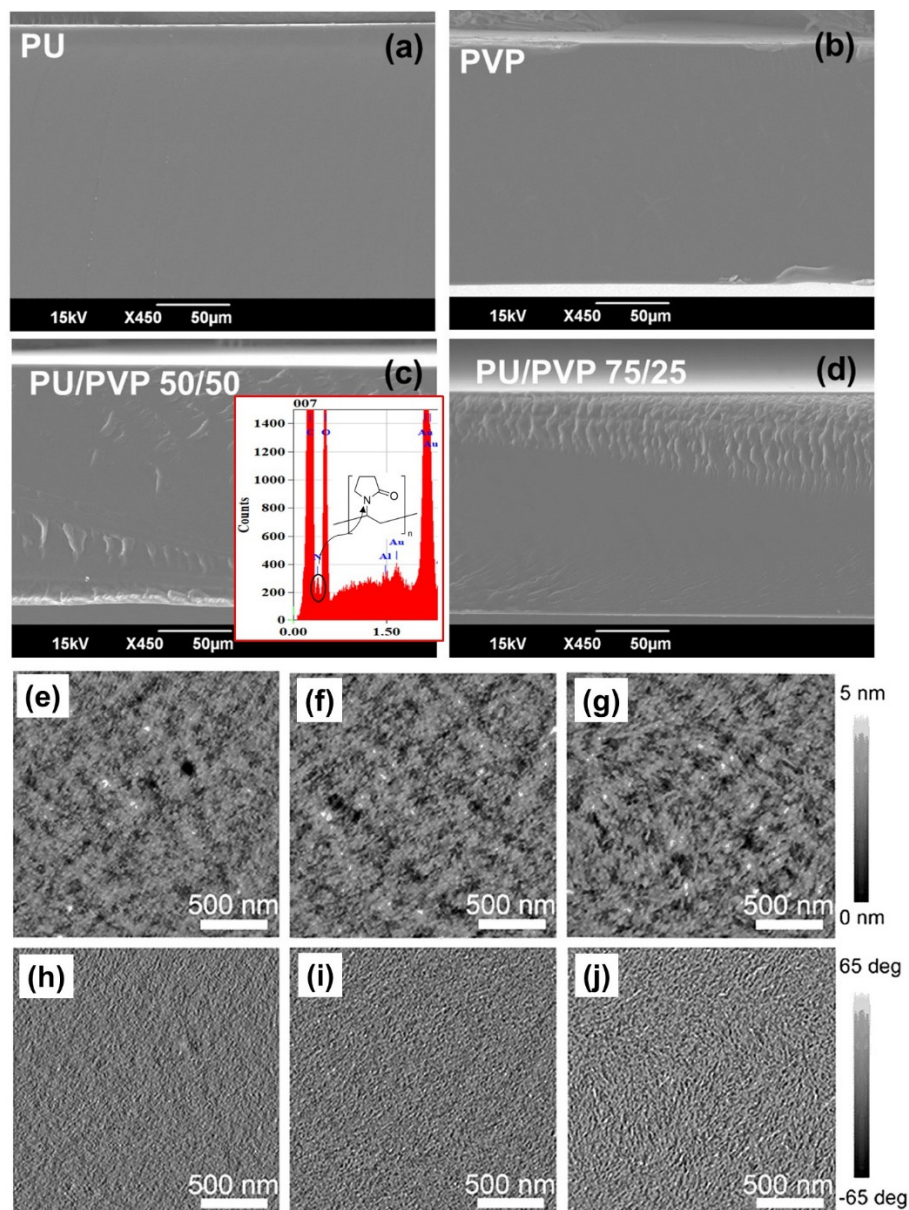 PU (a)
15kV X450 50µm
PVP (b)
15kV X450 50µm
PU/PVP 50/50 (c)
15kV X450 50µm
007
1400
1200
1000
800
600
400
200
0
Counts
C O Au
Au
N
O
N
n
Al Au
0.00 1.50
PU/PVP 75/25 (d)
15kV X450 50µm
(e) 500 nm
(f) 500 nm
(g) 500 nm
5 nm
0 nm
(h) 500 nm
(i) 500 nm
(j) 500 nm
65 deg
-65 deg